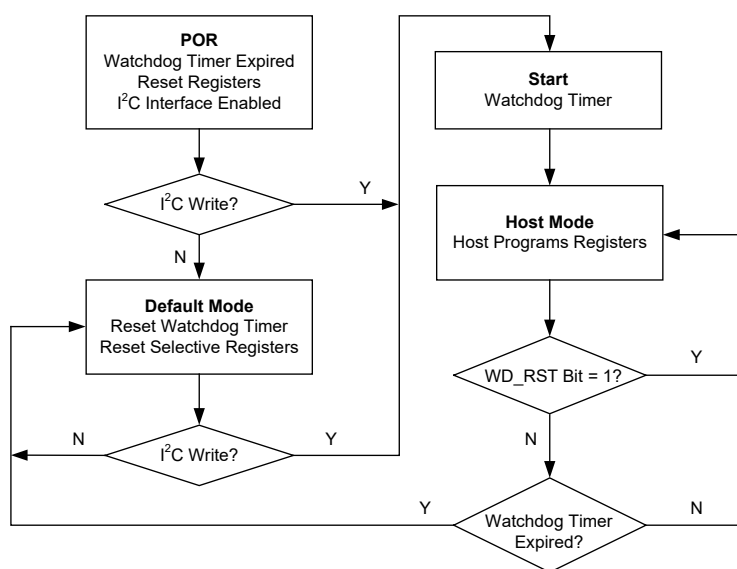 POR
Watchdog Timer Expired
Reset Registers
I²C Interface Enabled
Start
Watchdog Timer
I²C Write?
Y
N
Host Mode
Host Programs Registers
Default Mode
Reset Watchdog Timer
Reset Selective Registers
WD_RST Bit = 1?
Y
N
I²C Write?
N
Y
Watchdog Timer
Expired?
Y
N